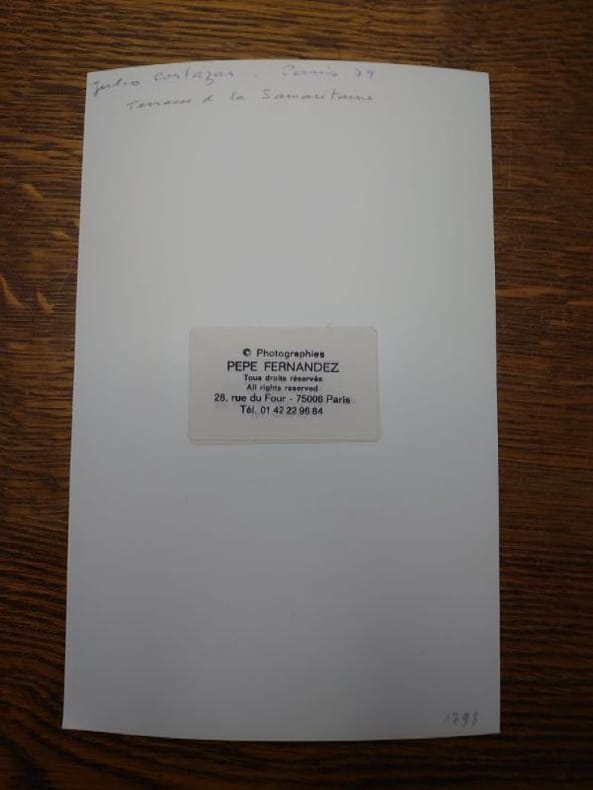 Julio Cortazar - Paris 79
Terrasse de la Samaritaine
© Photographies
PEPE FERNANDEZ
Tous droits réservés
All rights reserved
28, rue du Four - 75006 Paris
Tél. 01 42 22 96 84
1798